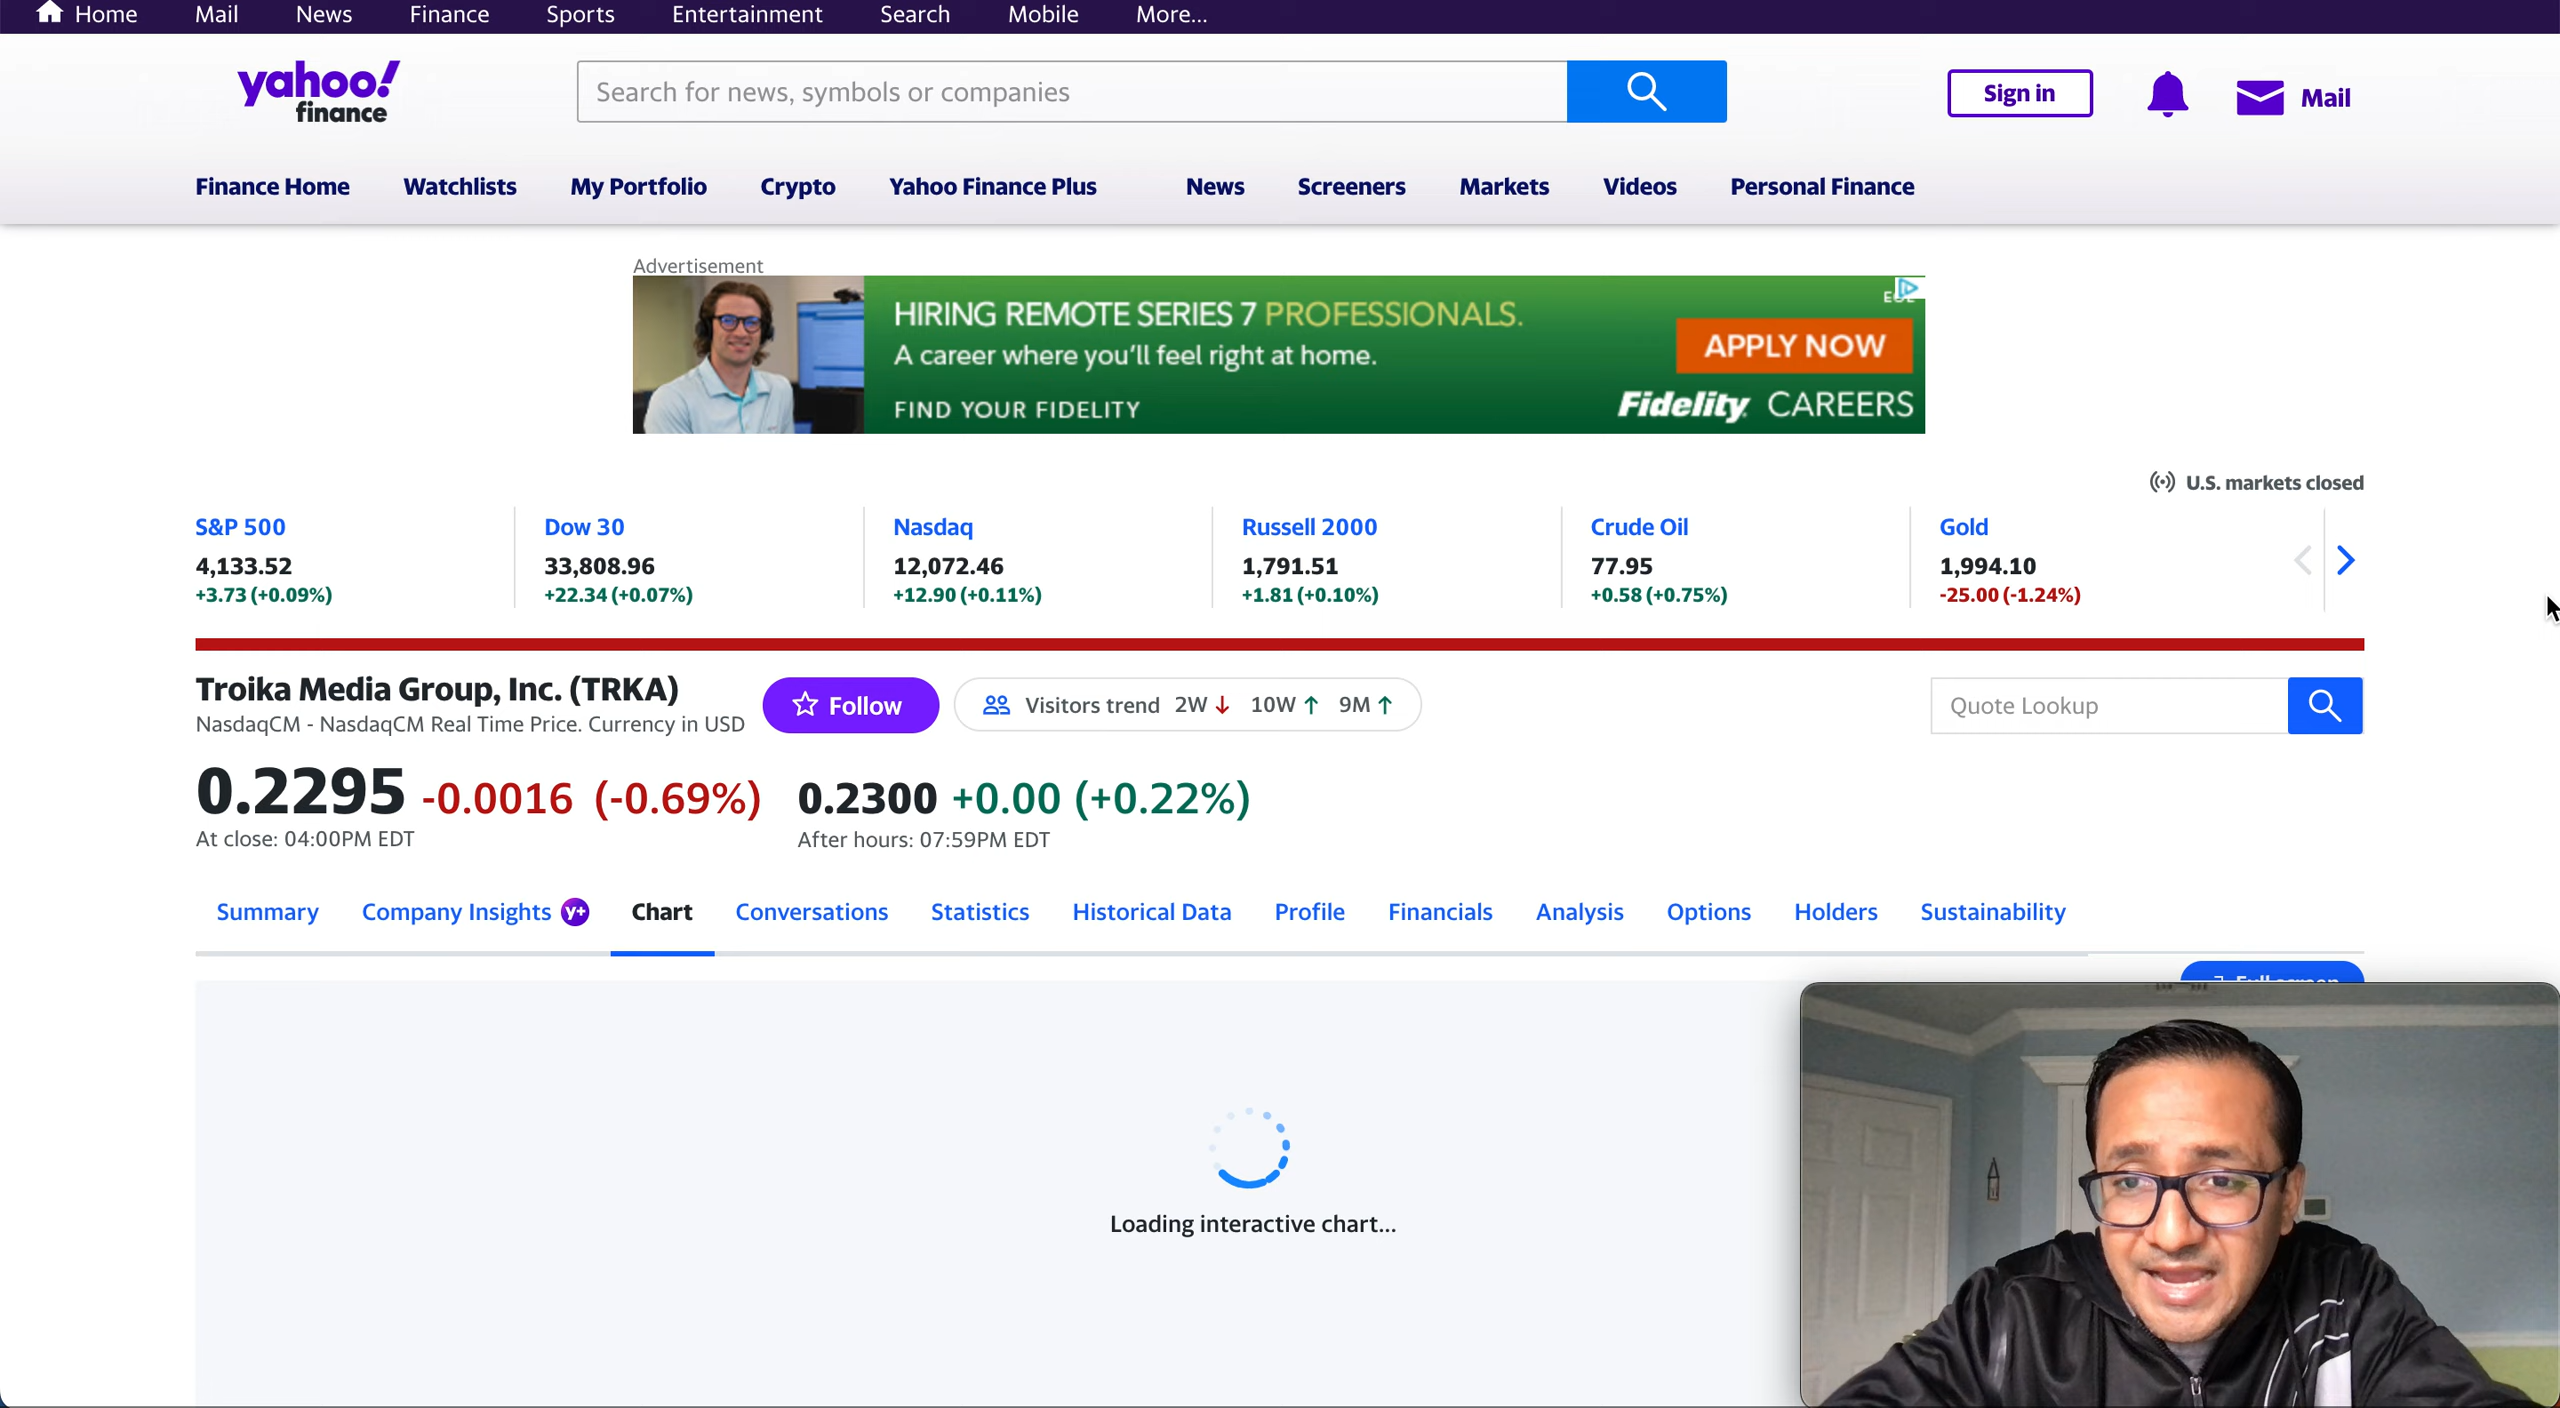 Home Mail News Finance Sports Entertainment Search Mobile More...
yahoo!
finance
Search for news, symbols or companies
Sign in
Mail
Finance Home Watchlists My Portfolio Crypto Yahoo Finance Plus News Screeners Markets Videos Personal Finance
Advertisement
HIRING REMOTE SERIES 7 PROFESSIONALS.
A career where you'll feel right at home.
FIND YOUR FIDELITY
APPLY NOW
Fidelity CAREERS
U.S. markets closed
S&P 500
4,133.52
+3.73 (+0.09%)
Dow 30
33,808.96
+22.34 (+0.07%)
Nasdaq
12,072.46
+12.90 (+0.11%)
Russell 2000
1,791.51
+1.81 (+0.10%)
Crude Oil
77.95
+0.58 (+0.75%)
Gold
1,994.10
-25.00 (-1.24%)
Troika Media Group, Inc. (TRKA)
NasdaqCM - NasdaqCM Real Time Price. Currency in USD
Follow
Visitors trend 2W ↓ 10W ↑ 9M ↑
Quote Lookup
0.2295 -0.0016 (-0.69%)
At close: 04:00PM EDT
0.2300 +0.00 (+0.22%)
After hours: 07:59PM EDT
Summary Company Insights y+ Chart Conversations Statistics Historical Data Profile Financials Analysis Options Holders Sustainability
Full screen
Loading interactive chart...